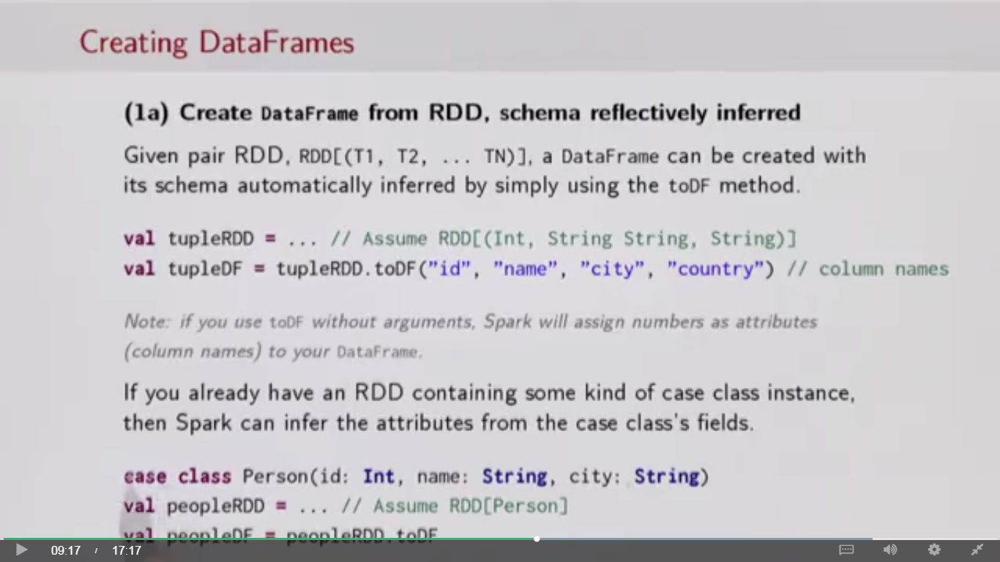 Creating DataFrames
(1a) Create DataFrame from RDD, schema reflectively inferred
Given pair RDD, RDD[(T1, T2, ... TN)], a DataFrame can be created with
its schema automatically inferred by simply using the toDF method.
val tupleRDD = ... // Assume RDD[(Int, String String, String)]
val tupleDF = tupleRDD.toDF("id", "name", "city", "country") // column names
Note: if you use toDF without arguments, Spark will assign numbers as attributes
(column names) to your DataFrame.
If you already have an RDD containing some kind of case class instance,
then Spark can infer the attributes from the case class's fields.
case class Person(id: Int, name: String, city: String)
val peopleRDD = ... // Assume RDD[Person]
val peopleDF = peopleRDD.toDF
09:17 / 17:17